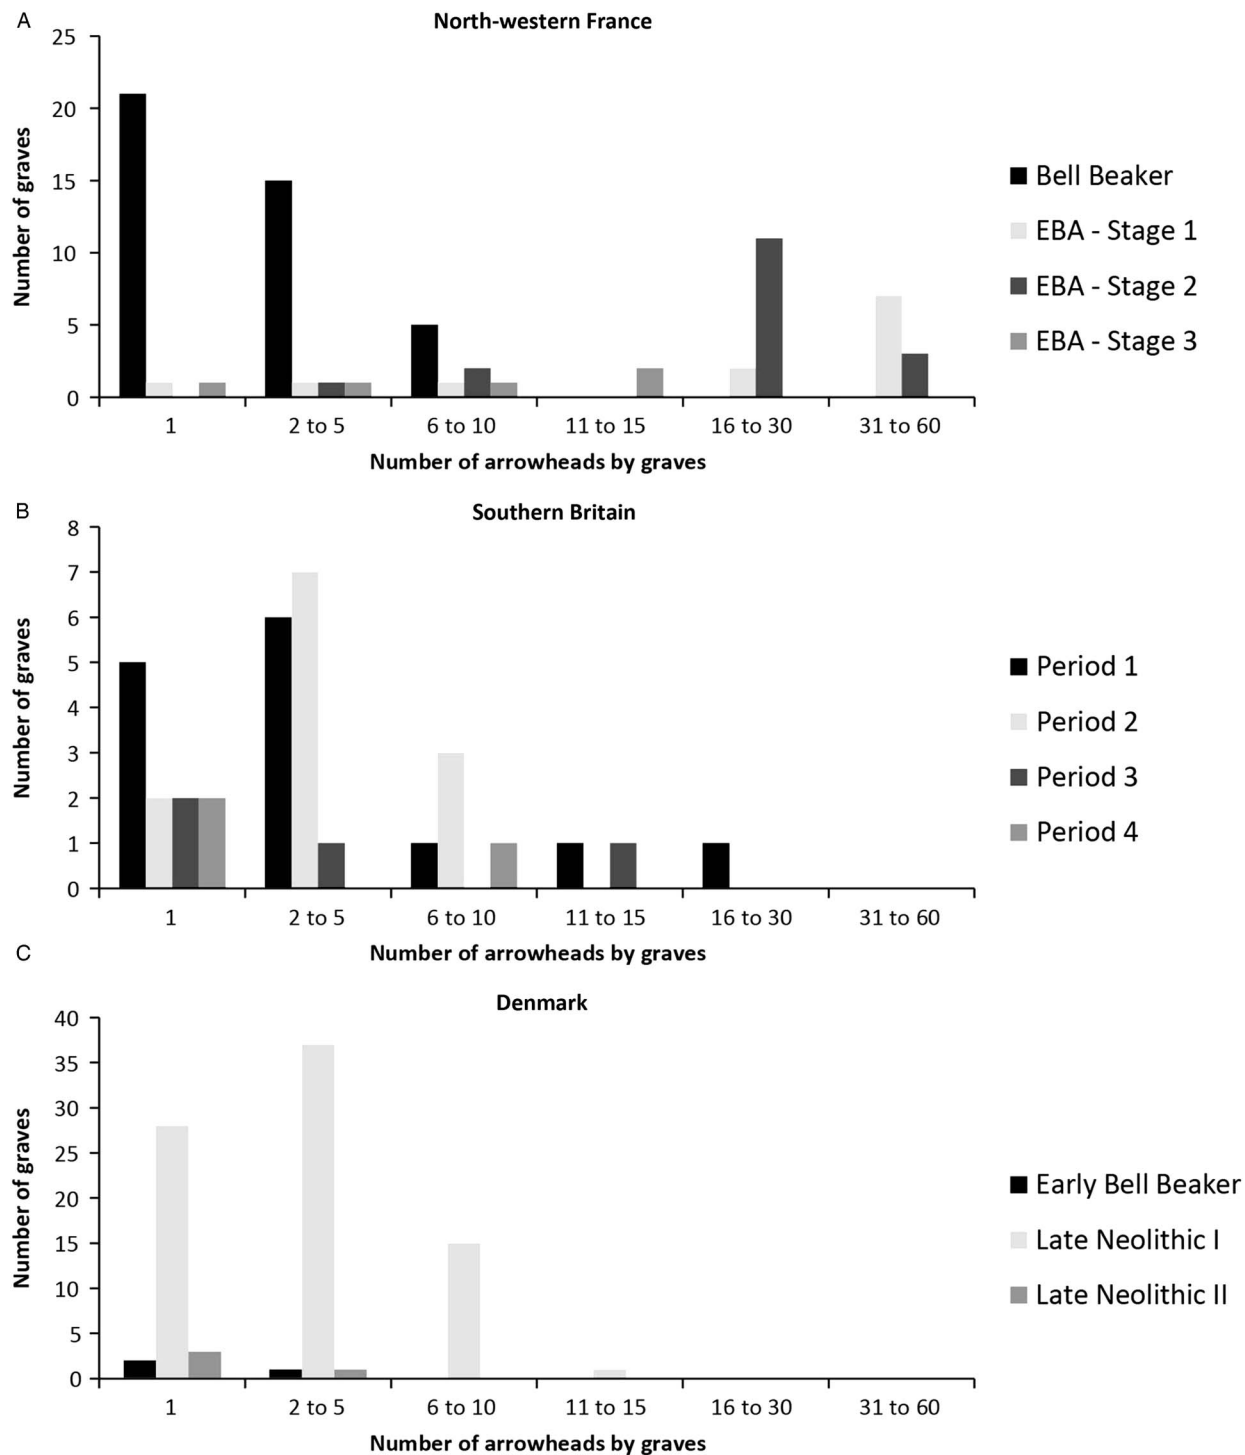 A
North-western France
25
20
15
10
5
0
Number of graves
1 2 to 5 6 to 10 11 to 15 16 to 30 31 to 60
Number of arrowheads by graves
Bell Beaker
EBA - Stage 1
EBA - Stage 2
EBA - Stage 3
B
Southern Britain
8
7
6
5
4
3
2
1
0
Number of graves
1 2 to 5 6 to 10 11 to 15 16 to 30 31 to 60
Number of arrowheads by graves
Period 1
Period 2
Period 3
Period 4
C
Denmark
40
35
30
25
20
15
10
5
0
Number of graves
1 2 to 5 6 to 10 11 to 15 16 to 30 31 to 60
Number of arrowheads by graves
Early Bell Beaker
Late Neolithic I
Late Neolithic II